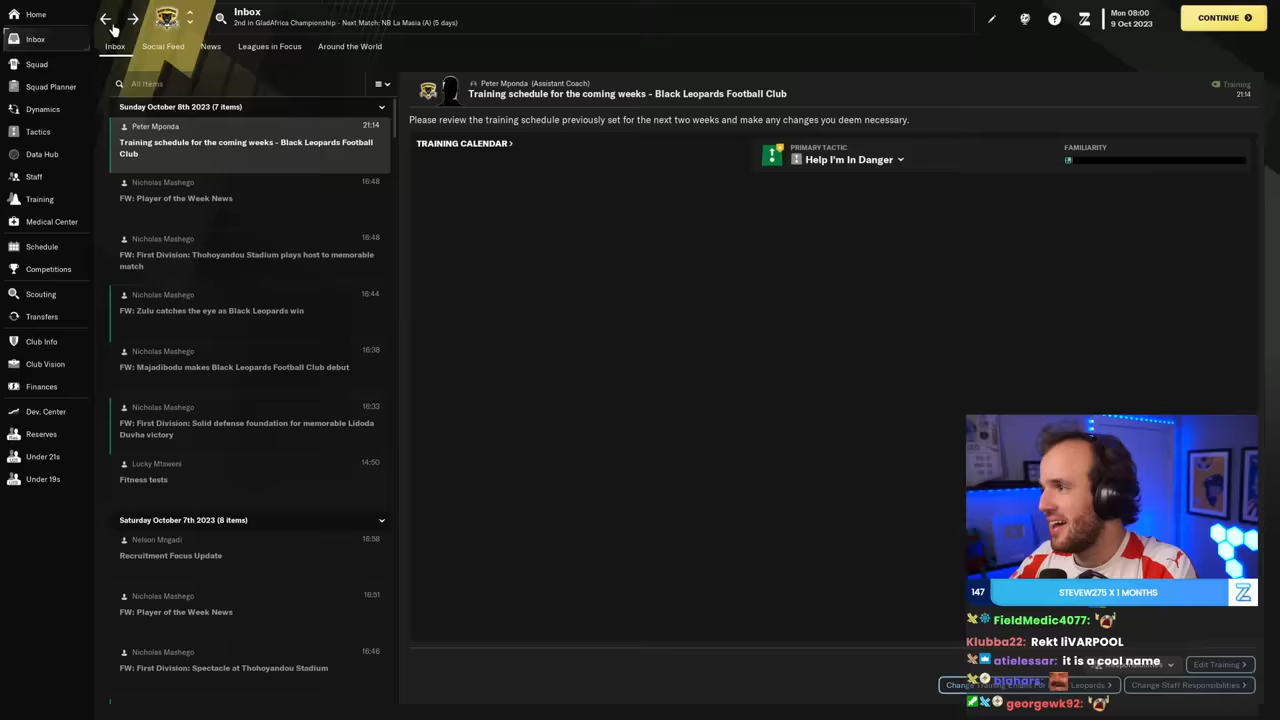 Home
Inbox
Squad
Squad Planner
Dynamics
Tactics
Data Hub
Staff
Training
Medical Center
Schedule
Competitions
Scouting
Transfers
Club Info
Club Vision
Finances
Dev. Center
Reserves
Under 21s
Under 19s
Inbox
2nd in GladAfrica Championship - Next Match: NB La Masia (A) (5 days)
Mon 08:00
9 Oct 2023
CONTINUE
Inbox
Social Feed
News
Leagues in Focus
Around the World
All Items
Sunday October 8th 2023 (7 items)
Peter Mponda 21:14
Training schedule for the coming weeks - Black Leopards Football
Club
Nicholas Mashego 16:48
FW: Player of the Week News
Nicholas Mashego 16:48
FW: First Division: Thohoyandou Stadium plays host to memorable
match
Nicholas Mashego 16:44
FW: Zulu catches the eye as Black Leopards win
Nicholas Mashego 16:38
FW: Majadibodu makes Black Leopards Football Club debut
Nicholas Mashego 16:33
FW: First Division: Solid defense foundation for memorable Lidoda
Duvha victory
Lucky Mtsweni 14:50
Fitness tests
Saturday October 7th 2023 (8 items)
Nelson Mngadi 16:58
Recruitment Focus Update
Nicholas Mashego 16:51
FW: Player of the Week News
Nicholas Mashego 16:46
FW: First Division: Spectacle at Thohoyandou Stadium
Peter Mponda (Assistant Coach)
Training schedule for the coming weeks - Black Leopards Football Club
Training
21:14
Please review the training schedule previously set for the next two weeks and make any changes you deem necessary.
TRAINING CALENDAR
PRIMARY TACTIC
Help I'm In Danger
FAMILIARITY
147
STEVEW275 X 1 MONTHS
FieldMedic4077:
Klubba22: Rekt liVARPOOL
atielessar: it is a cool name
blahars:
georgewk92:
Edit Training
Leopards
Change Staff Responsibilities